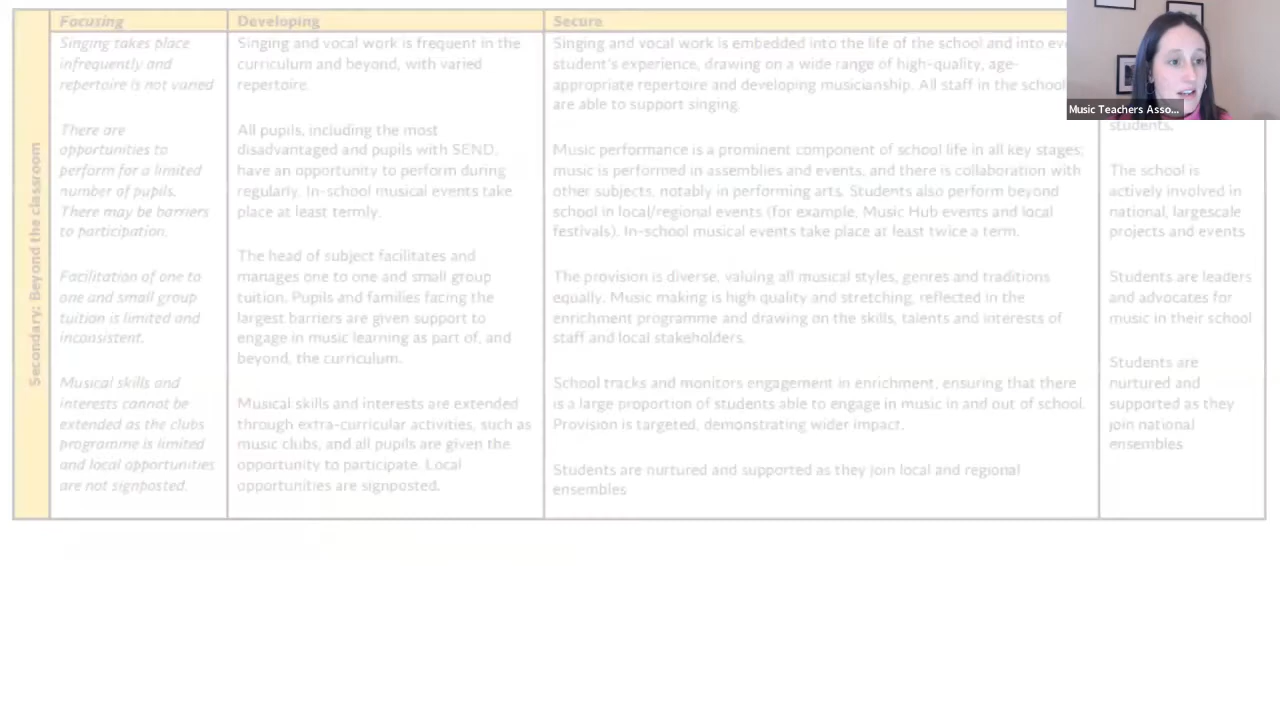 Secondary: Beyond the classroom
Focusing
Singing takes place
infrequently and
repertoire is not varied
There are
opportunities to
perform for a limited
number of pupils.
There may be barriers
to participation.
Facilitation of one to
one and small group
tuition is limited and
inconsistent.
Musical skills and
interests cannot be
extended as the clubs
programme is limited
and local opportunities
are not signposted.
Developing
Singing and vocal work is frequent in the
curriculum and beyond, with varied
repertoire.
All pupils, including the most
disadvantaged and pupils with SEND,
have an opportunity to perform during
regularly. In-school musical events take
place at least termly.
The head of subject facilitates and
manages one to one and small group
tuition. Pupils and families facing the
largest barriers are given support to
engage in music learning as part of, and
beyond, the curriculum.
Musical skills and interests are extended
through extra-curricular activities, such as
music clubs, and all pupils are given the
opportunity to participate. Local
opportunities are signposted.
Secure
Singing and vocal work is embedded into the life of the school and into
student's experience, drawing on a wide range of high-quality, age-
appropriate repertoire and developing musicianship. All staff in the school
are able to support singing.
Music performance is a prominent component of school life in all key stages;
music is performed in assemblies and events, and there is collaboration with
other subjects, notably in performing arts. Students also perform beyond
school in local/regional events (for example, Music Hub events and local
festivals). In-school musical events take place at least twice a term.
The provision is diverse, valuing all musical styles, genres and traditions
equally. Music making is high quality and stretching, reflected in the
enrichment programme and drawing on the skills, talents and interests of
staff and local stakeholders.
School tracks and monitors engagement in enrichment, ensuring that there
is a large proportion of students able to engage in music in and out of school.
Provision is targeted, demonstrating wider impact.
Students are nurtured and supported as they join local and regional
ensembles
students.
The school is
actively involved in
national, largescale
projects and events
Students are leaders
and advocates for
music in their school
Students are
nurtured and
supported as they
join national
ensembles
Music Teachers Asso...